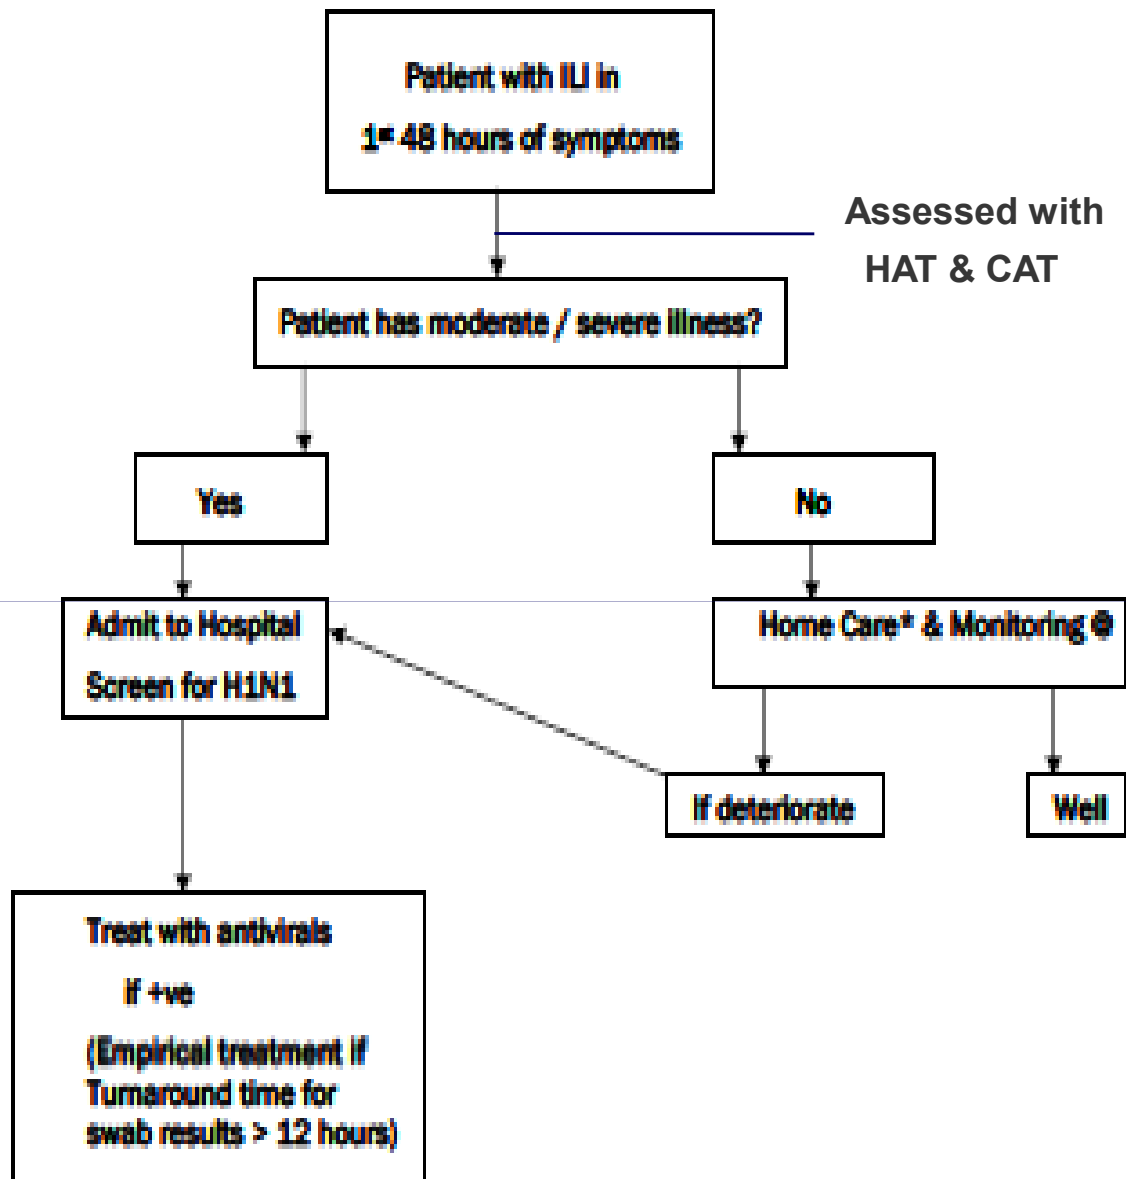 Patient with ILI in
1st 48 hours of symptoms
Assessed with
HAT & CAT
Patient has moderate / severe illness?
Yes
No
Admit to Hospital
Screen for H1N1
Home Care* & Monitoring @
If deteriorate
Well
Treat with antivirals
if +ve
(Empirical treatment if
Turnaround time for
swab results > 12 hours)